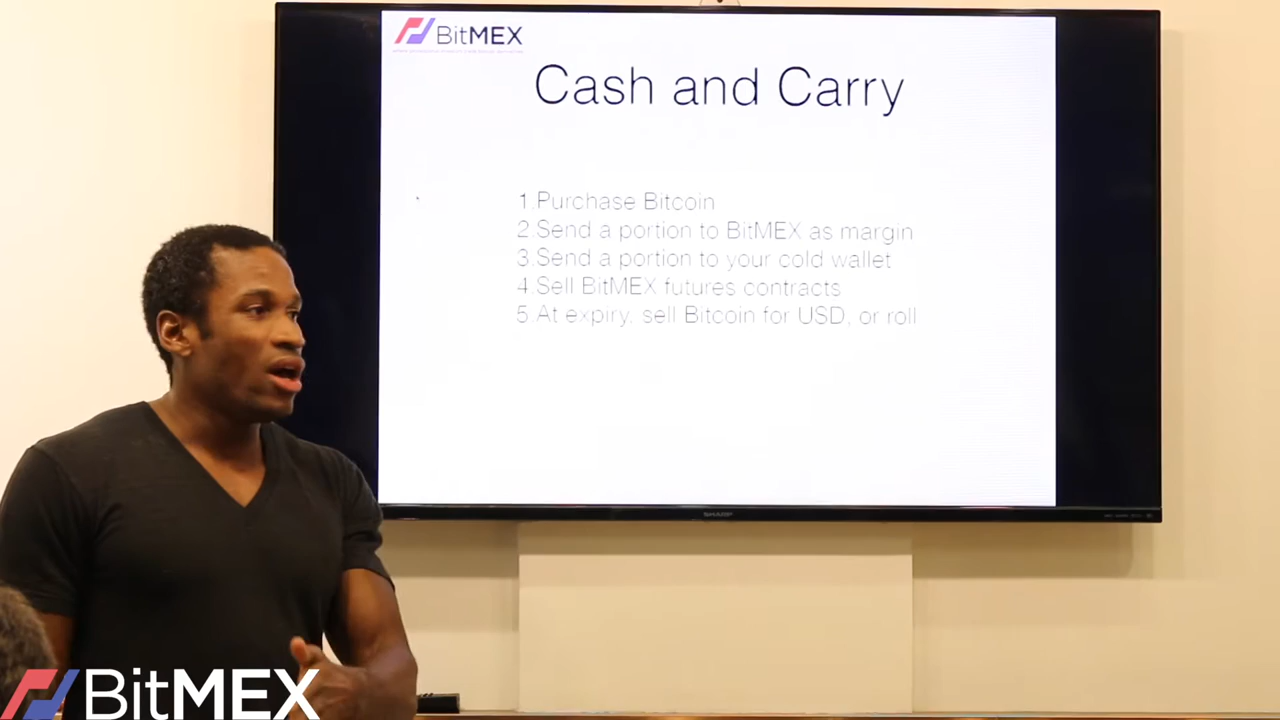 BitMEX
Cash and Carry
1.Purchase Bitcoin
2.Send a portion to BitMEX as margin
3.Send a portion to your cold wallet
4.Sell BitMEX futures contracts
5.At expiry, sell Bitcoin for USD, or roll
SHARP
BitMEX